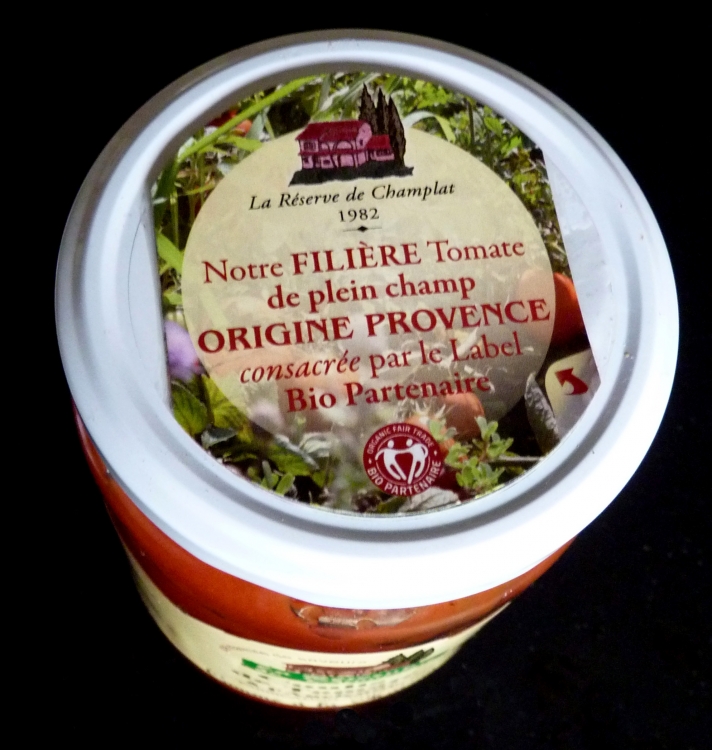 La Réserve de Champlat
1982
Notre FILIÈRE Tomate
de plein champ
ORIGINE PROVENCE
consacrée par le Label
Bio Partenaire
ORGANIC FAIR TRADE
BIO PARTENAIRE